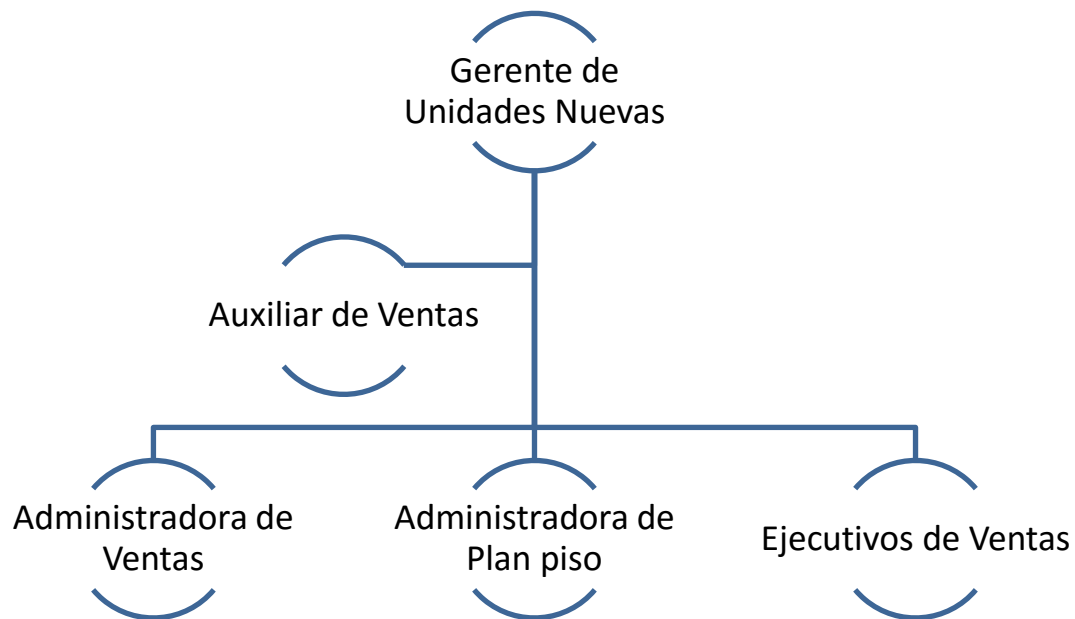 Gerente de
Unidades Nuevas
Auxiliar de Ventas
Administradora de
Ventas
Administradora de
Plan piso
Ejecutivos de Ventas